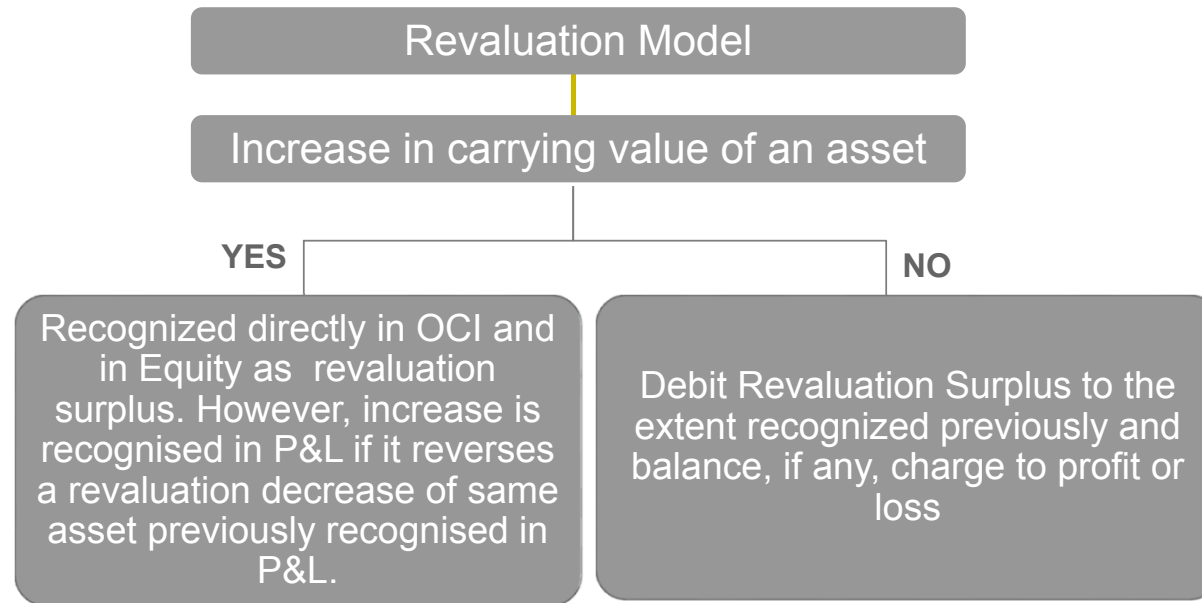 Revaluation Model
Increase in carrying value of an asset
YES
NO
Recognized directly in OCI and
in Equity as revaluation
surplus. However, increase is
recognised in P&L if it reverses
a revaluation decrease of same
asset previously recognised in
P&L.
Debit Revaluation Surplus to the
extent recognized previously and
balance, if any, charge to profit or
loss